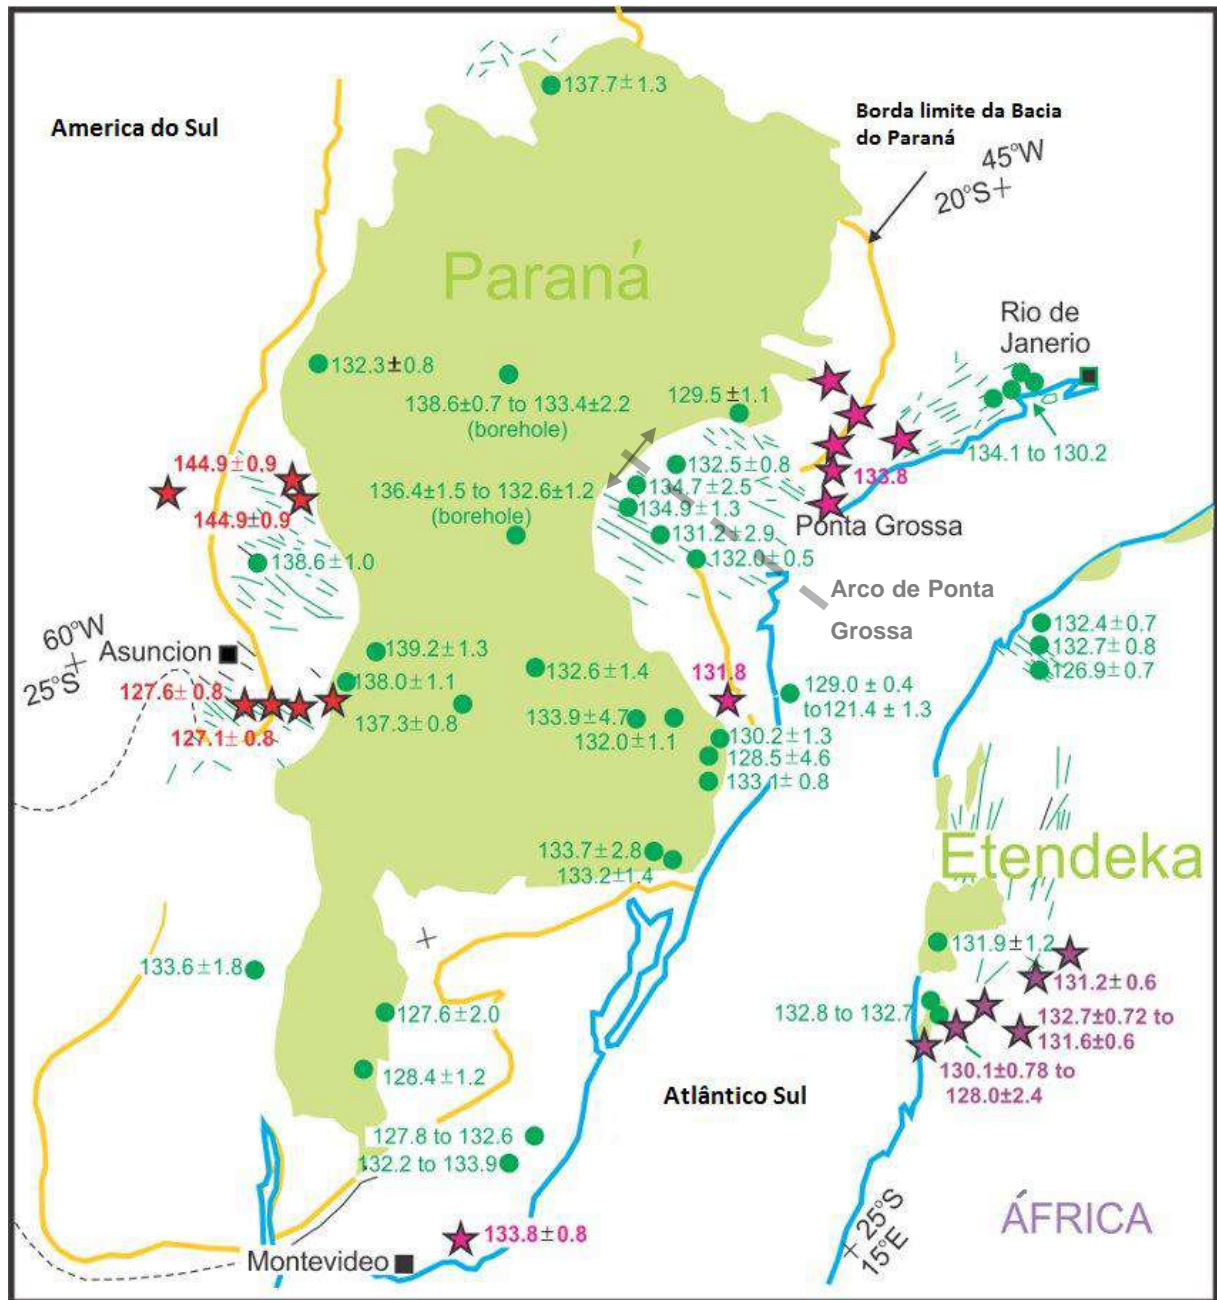 137.7±1.3
America do Sul
Borda limite da Bacia
do Paraná
45°W
20°S
Paraná
Rio de
Janerio
132.3±0.8
138.6±0.7 to 133.4±2.2
(borehole)
129.5±1.1
134.1 to 130.2
144.9±0.9
144.9±0.9
138.6±1.0
136.4±1.5 to 132.6±1.2
(borehole)
132.5±0.8
134.7±2.5
134.9±1.3
131.2±2.9
132.0±0.5
133.8
Ponta Grossa
Arco de Ponta
Grossa
60°W
25°S
Asuncion
127.6±0.8
127.1±0.8
139.2±1.3
138.0±1.1
137.3±0.8
132.6±1.4
133.9±4.7
132.0±1.1
131.8
129.0 ± 0.4
to121.4 ± 1.3
130.2±1.3
128.5±4.6
133.1±0.8
132.4±0.7
132.7±0.8
126.9±0.7
133.7±2.8
133.2±1.4
Etendeka
133.6±1.8
127.6±2.0
128.4±1.2
127.8 to 132.6
132.2 to 133.9
133.8±0.8
Montevideo
Atlântico Sul
131.9±1.2
131.2±0.6
132.8 to 132.7
132.7±0.72 to
131.6±0.6
130.1±0.78 to
128.0±2.4
25°S
15°E
ÁFRICA